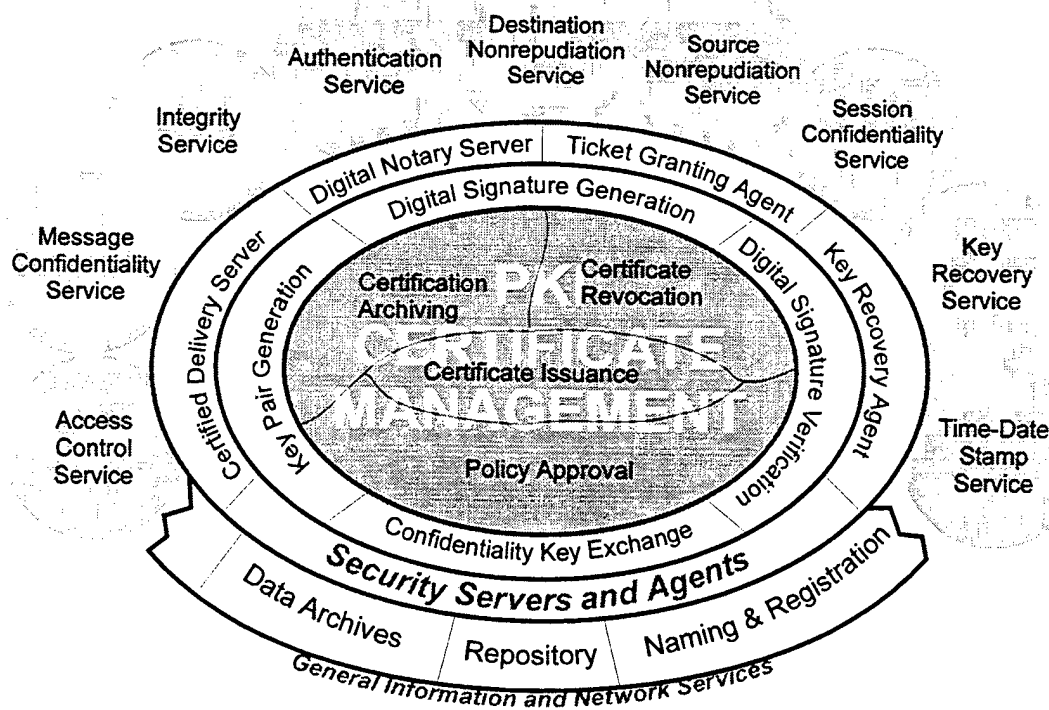 Destination
Nonrepudiation
Service
Authentication
Service
Source
Nonrepudiation
Service
Integrity
Service
Session
Confidentiality
Service
Message
Confidentiality
Service
Key
Recovery
Service
Access
Control
Service
Time-Date
Stamp
Service
Digital Notary Server
Ticket Granting Agent
Certified Delivery Server
Key Recovery Agent
Digital Signature Generation
Key Pair Generation
Digital Signature Verification
Confidentiality Key Exchange
PK
CERTIFICATE
MANAGEMENT
Certification
Archiving
Certificate
Revocation
Certificate Issuance
Policy Approval
Security Servers and Agents
Data Archives
Repository
Naming & Registration
General Information and Network Services